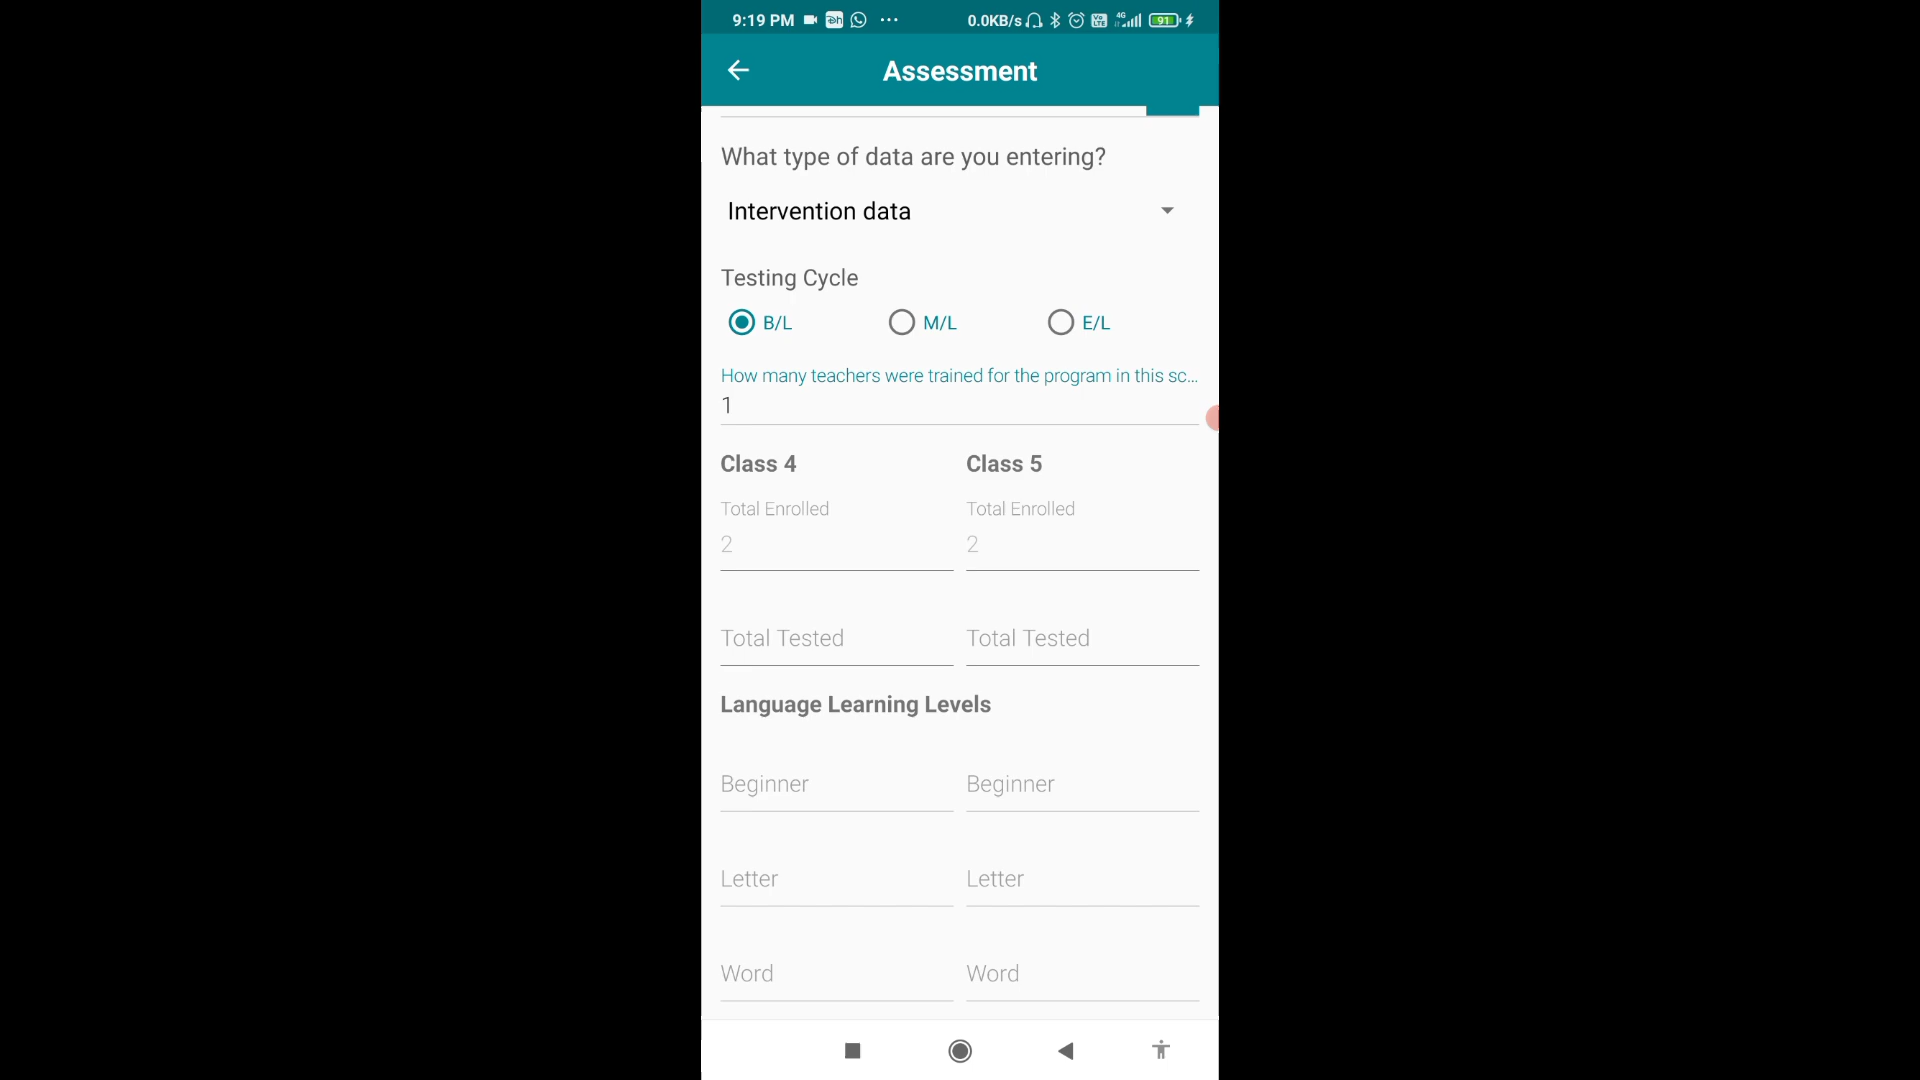 9:19 PM ... 0.0KB/s 4G 91
Assessment
What type of data are you entering?
Intervention data
Testing Cycle
B/L M/L E/L
How many teachers were trained for the program in this sc...
1
Class 4 Class 5
Total Enrolled Total Enrolled
2 2
Total Tested Total Tested
Language Learning Levels
Beginner Beginner
Letter Letter
Word Word